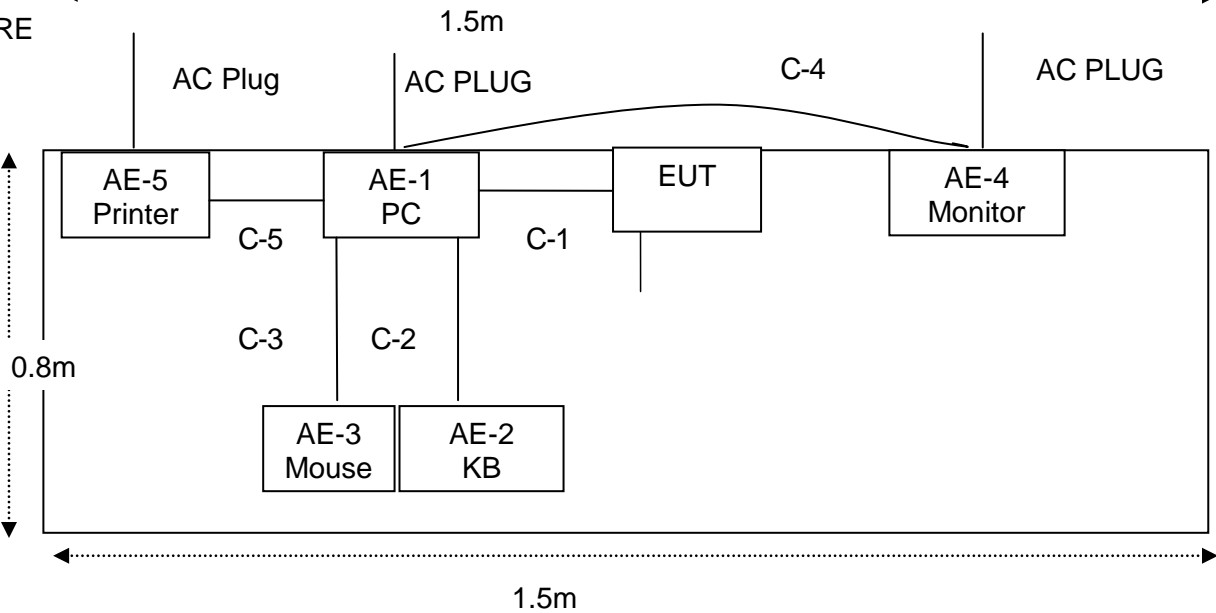 1.5m
RE
AC Plug
AC PLUG
C-4
AC PLUG
AE-5
Printer
AE-1
PC
EUT
AE-4
Monitor
C-5
C-1
C-3
C-2
0.8m
AE-3
Mouse
AE-2
KB
1.5m